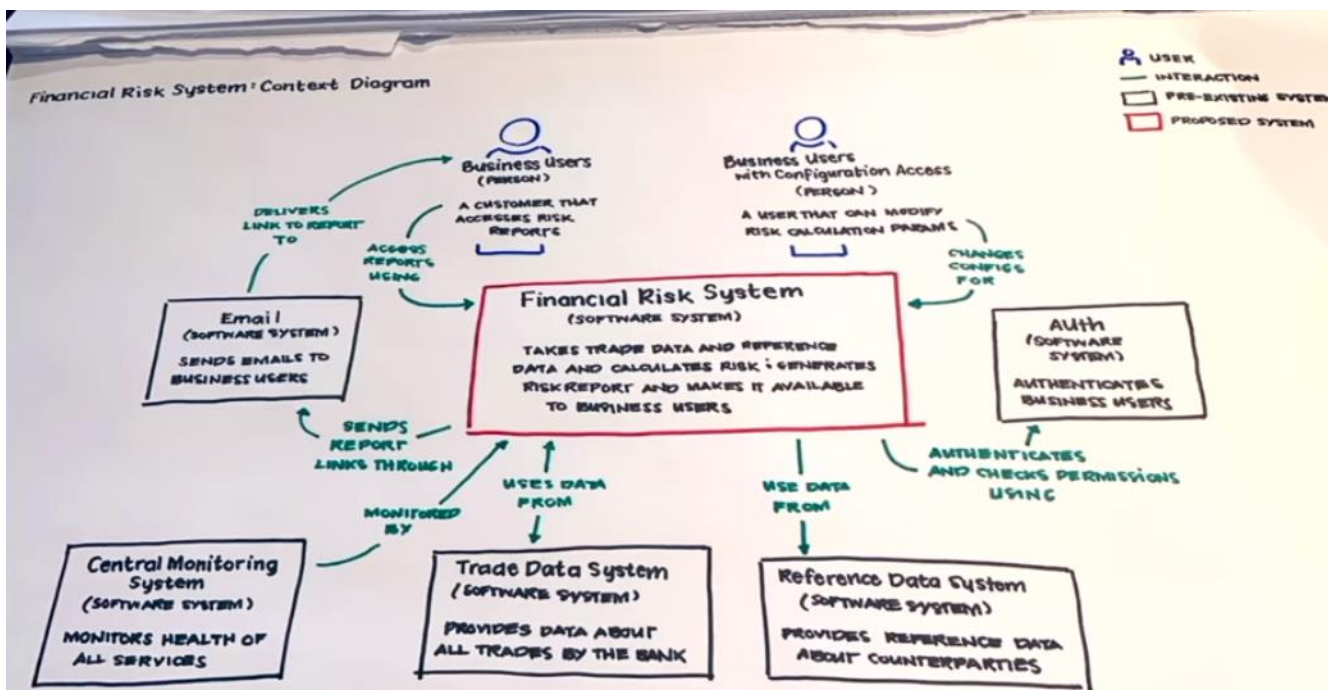 Financial Risk System: Context Diagram
USER
INTERACTION
PRE-EXISTING SYSTEM
PROPOSED SYSTEM
Business Users
(PERSON)
A CUSTOMER THAT
ACCESSES RISK
REPORTS
Business Users
with Configuration Access
(PERSON)
A USER THAT CAN MODIFY
RISK CALCULATION PARAMS
DELIVERS
LINK TO REPORT
TO
ACCESS
REPORTS
USING
CHANGES
CONFIGS
FOR
Email
(SOFTWARE SYSTEM)
SENDS EMAILS TO
BUSINESS USERS
Financial Risk System
(SOFTWARE SYSTEM)
TAKES TRADE DATA AND REFERENCE
DATA AND CALCULATES RISK; GENERATES
RISK REPORT AND MAKES IT AVAILABLE
TO BUSINESS USERS
Auth
(SOFTWARE
SYSTEM)
AUTHENTICATES
BUSINESS USERS
SENDS
REPORT
LINKS THROUGH
MONITORED
BY
USES DATA
FROM
USE DATA
FROM
AUTHENTICATES
AND CHECKS PERMISSIONS
USING
Central Monitoring
System
(SOFTWARE SYSTEM)
MONITORS HEALTH OF
ALL SERVICES
Trade Data System
(SOFTWARE SYSTEM)
PROVIDES DATA ABOUT
ALL TRADES BY THE BANK
Reference Data System
(SOFTWARE SYSTEM)
PROVIDES REFERENCE DATA
ABOUT COUNTERPARTIES